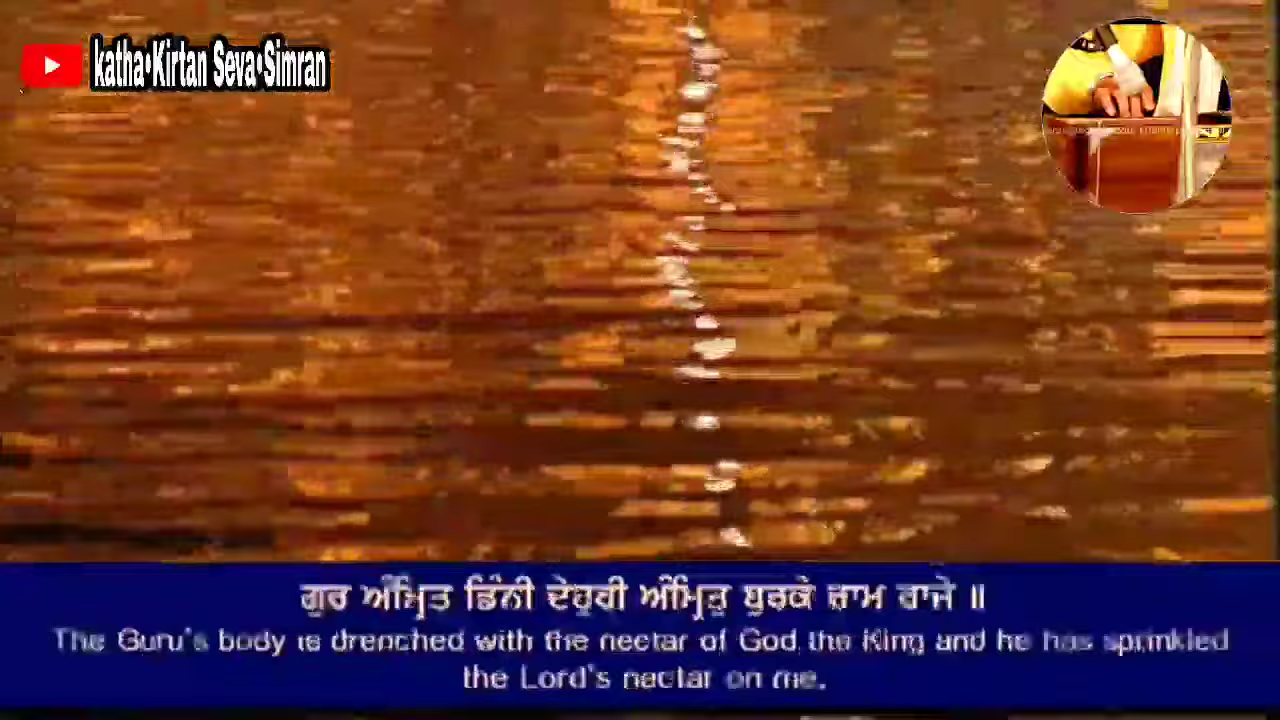 katha•Kirtan Seva•Simran
ਗੁਰ ਅੰਮ੍ਰਿਤ ਭਿੰਨੀ ਦੇਹੁਰੀ ਅੰਮ੍ਰਿਤੁ ਬੁਰਕੇ ਰਾਮ ਰਾਜੇ ॥
The Guru's body is drenched with the nectar of God, the King and he has sprinkled
the Lord's nectar on me.